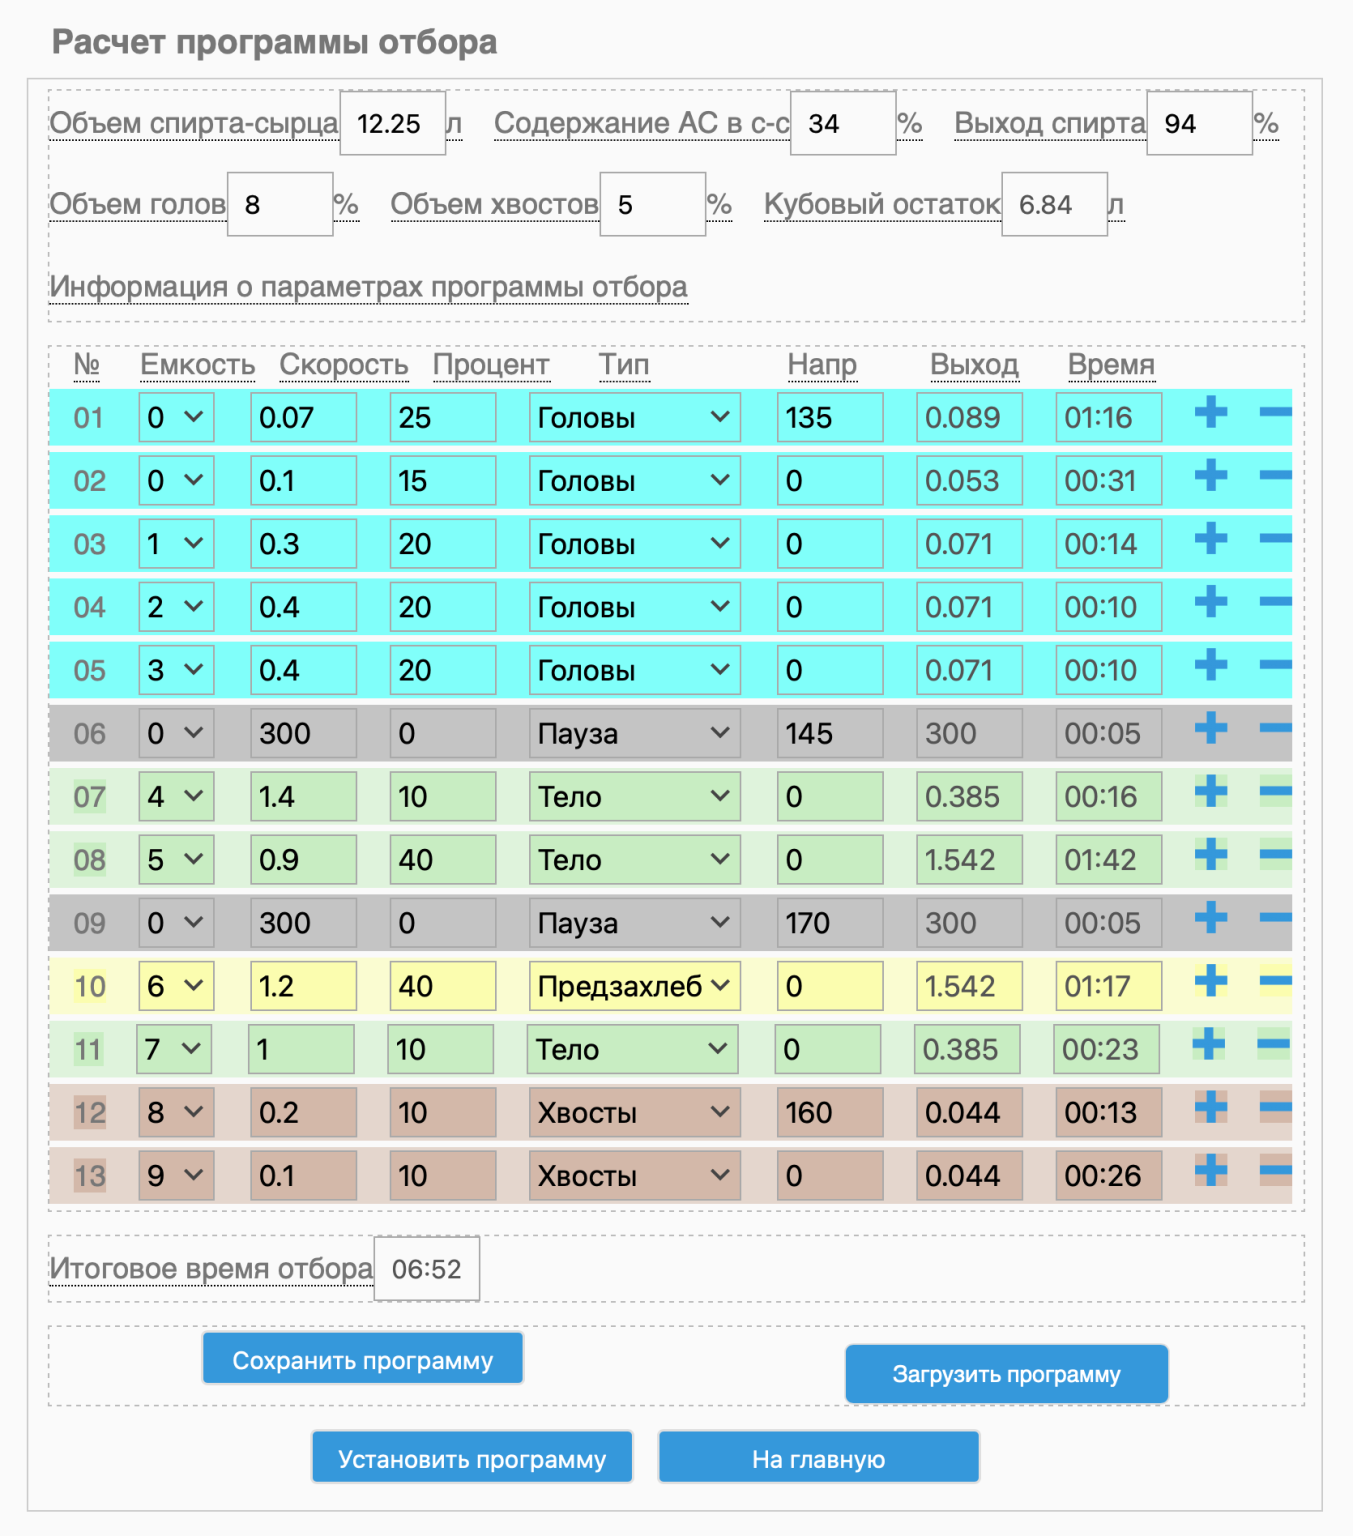 Расчет программы отбора
Объем спирта-сырца 12.25 л Содержание АС в с-с 34 % Выход спирта 94 %
Объем голов 8 % Объем хвостов 5 % Кубовый остаток 6.84 л
Информация о параметрах программы отбора
№ Емкость Скорость Процент Тип Напр Выход Время
01 0 0.07 25 Головы 135 0.089 01:16 + −
02 0 0.1 15 Головы 0 0.053 00:31 + −
03 1 0.3 20 Головы 0 0.071 00:14 + −
04 2 0.4 20 Головы 0 0.071 00:10 + −
05 3 0.4 20 Головы 0 0.071 00:10 + −
06 0 300 0 Пауза 145 300 00:05 + −
07 4 1.4 10 Тело 0 0.385 00:16 + −
08 5 0.9 40 Тело 0 1.542 01:42 + −
09 0 300 0 Пауза 170 300 00:05 + −
10 6 1.2 40 Предзахлеб 0 1.542 01:17 + −
11 7 1 10 Тело 0 0.385 00:23 + −
12 8 0.2 10 Хвосты 160 0.044 00:13 + −
13 9 0.1 10 Хвосты 0 0.044 00:26 + −
Итоговое время отбора 06:52
Сохранить программу Загрузить программу
Установить программу На главную